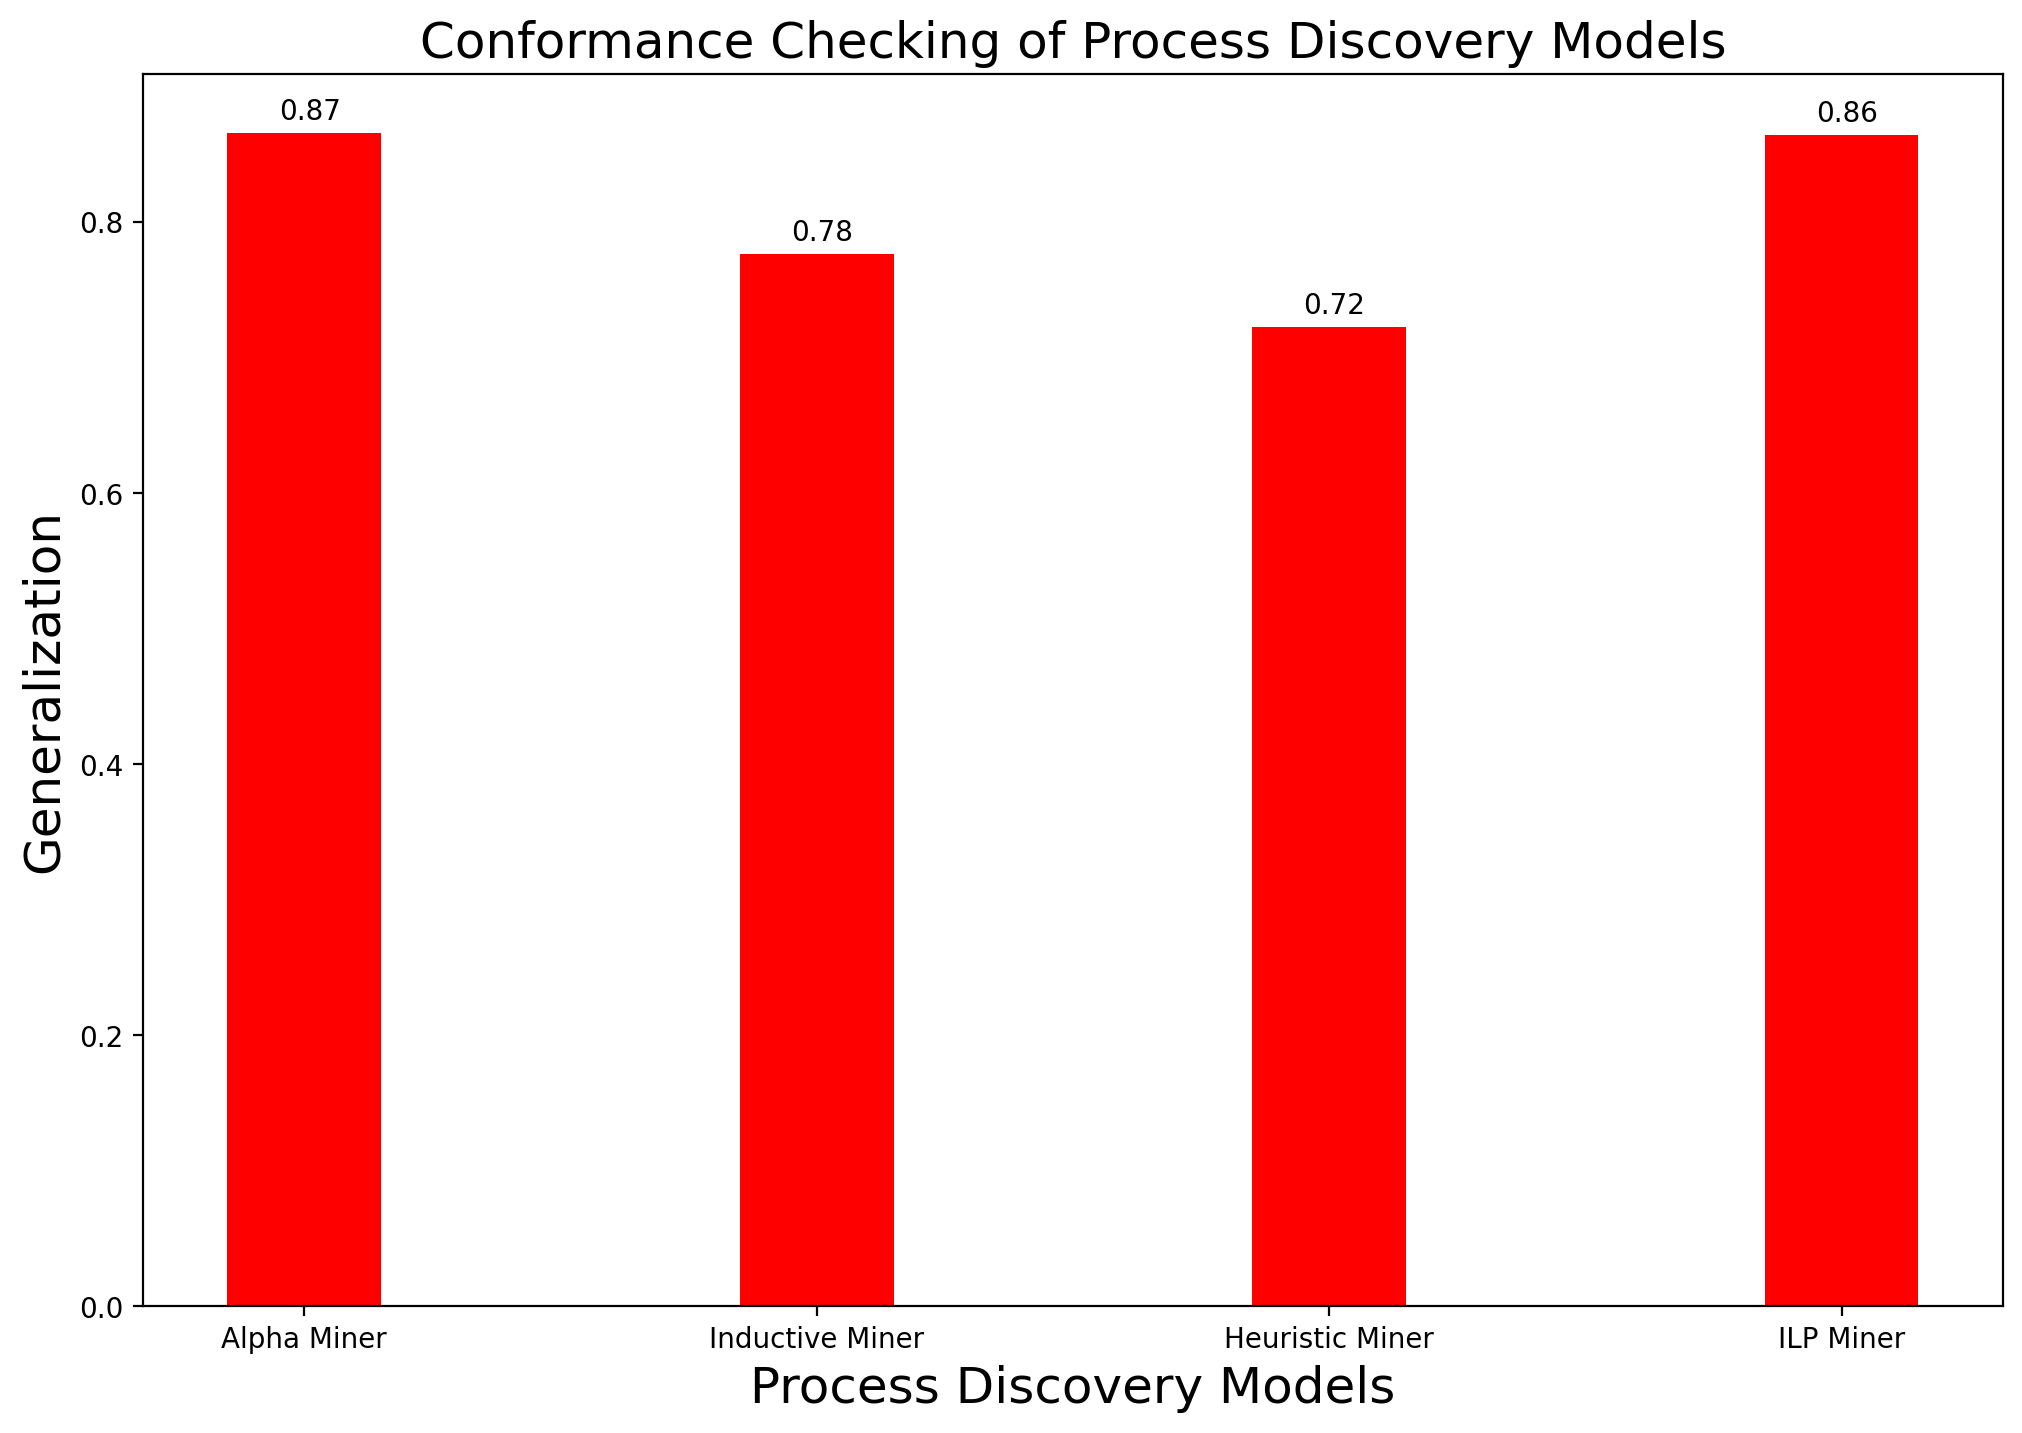 Conformance Checking of Process Discovery Models
0.87
0.78
0.72
0.86
0.8
0.6
0.4
0.2
0.0
Generalization
Alpha Miner
Inductive Miner
Heuristic Miner
ILP Miner
Process Discovery Models